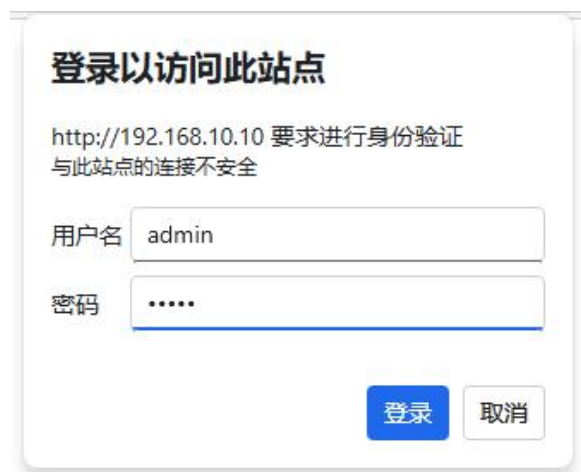 登录以访问此站点
http://192.168.10.10 要求进行身份验证
与此站点的连接不安全
用户名 admin
密码 •••••
登录 取消